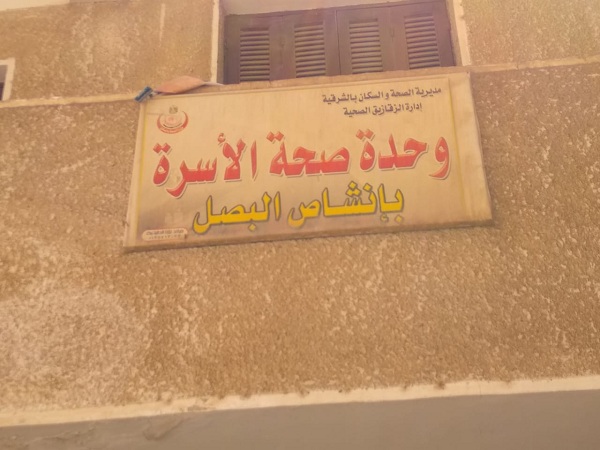 مديرية الصحة والسكان بالشرقية
إدارة الزقازيق الصحية
وحدة صحة الأسرة
بإنشاص البصل